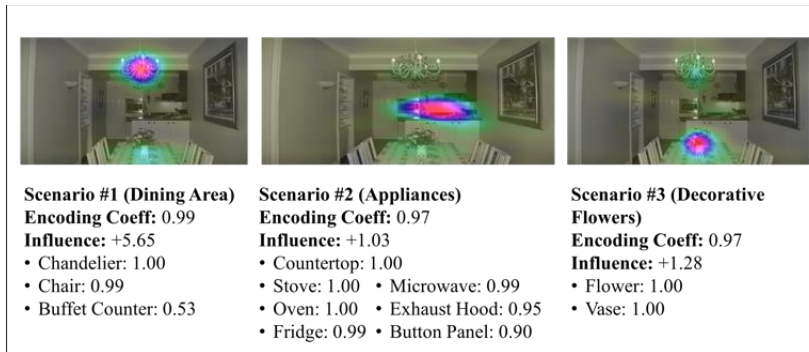 Scenario #1 (Dining Area)
Encoding Coeff: 0.99
Influence: +5.65
• Chandelier: 1.00
• Chair: 0.99
• Buffet Counter: 0.53
Scenario #2 (Appliances)
Encoding Coeff: 0.97
Influence: +1.03
• Countertop: 1.00
• Stove: 1.00 • Microwave: 0.99
• Oven: 1.00 • Exhaust Hood: 0.95
• Fridge: 0.99 • Button Panel: 0.90
Scenario #3 (Decorative
Flowers)
Encoding Coeff: 0.97
Influence: +1.28
• Flower: 1.00
• Vase: 1.00